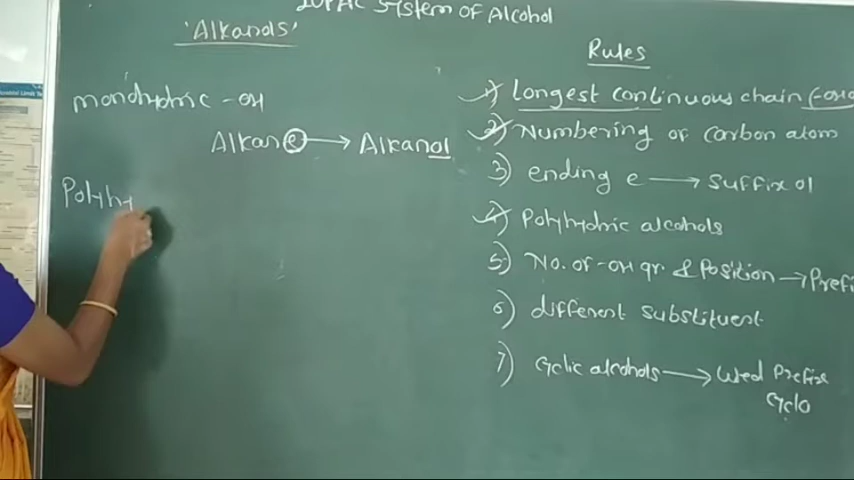 IUPAC System Of Alcohol
'Alkanols'
monohydric - OH
Alkane → Alkanol
Polyhy
Rules
1) Longest continuous chain (-OH
2) Numbering of Carbon atom
3) ending e → suffix ol
4) Polyhydric alcohols
5) No. of -OH gr & Position → Prefi
6) different substituent
7) Cyclic alcohols → Used Prefix
Cyclo